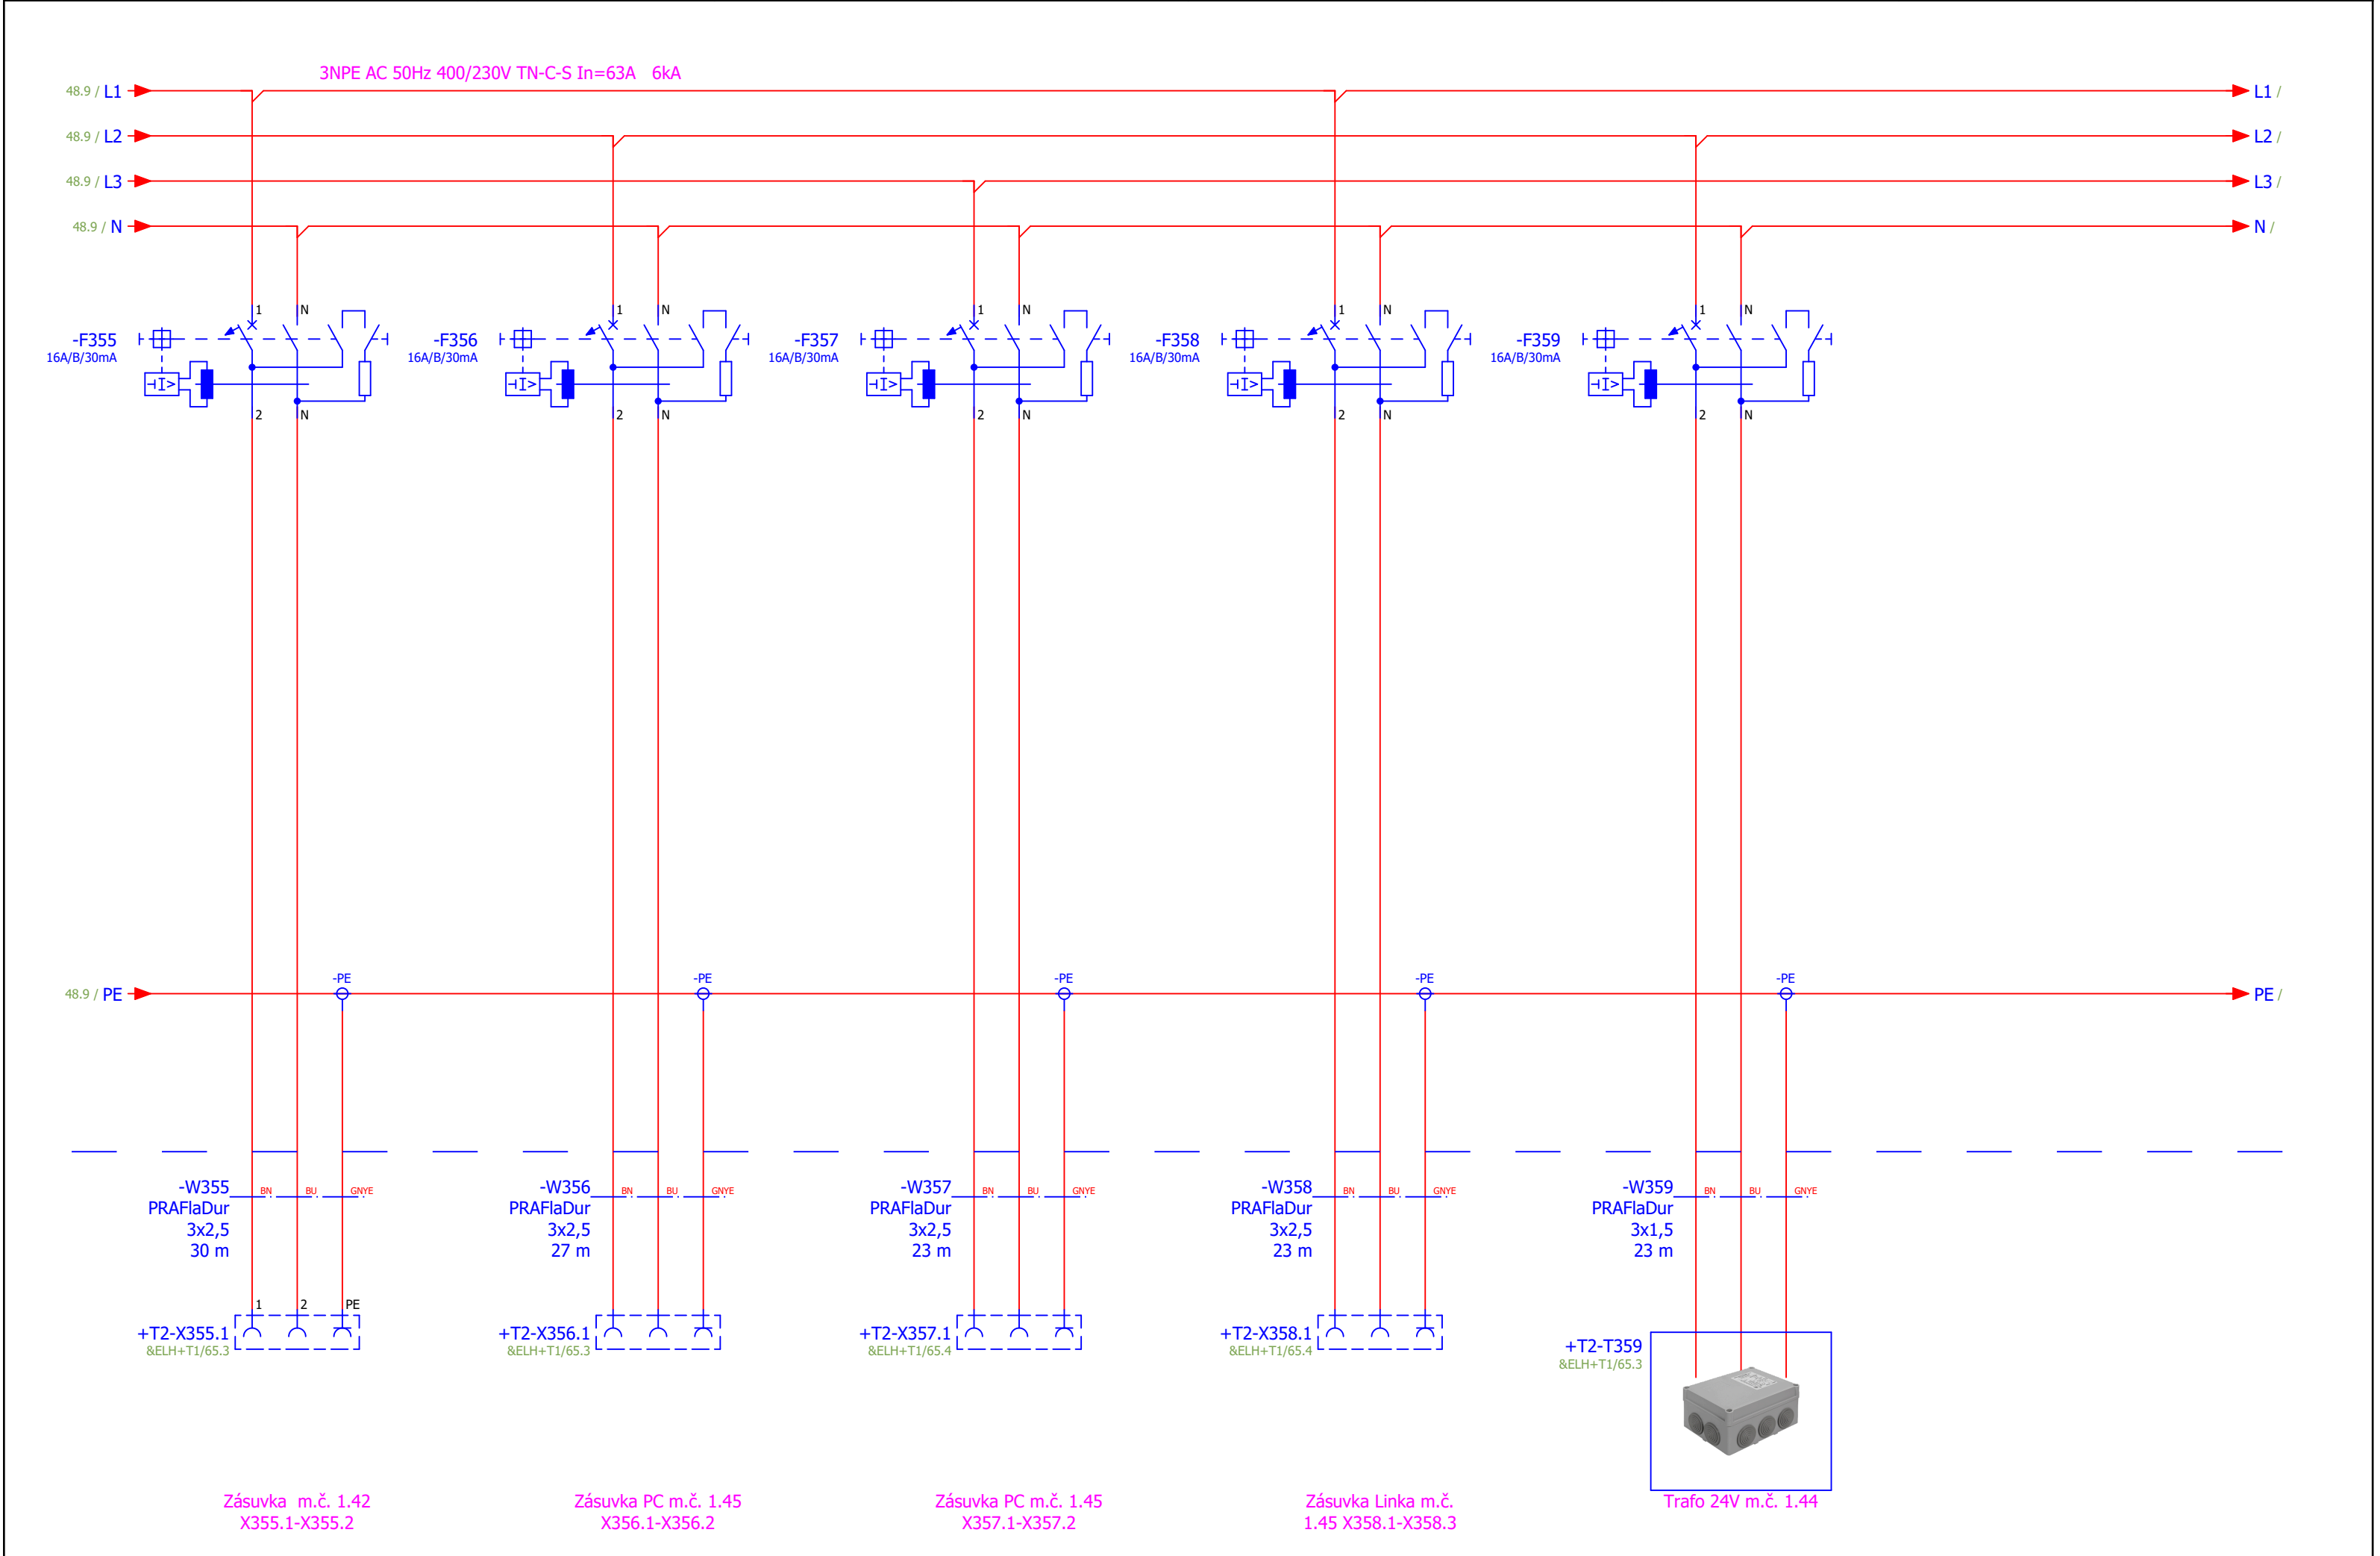 3NPE AC 50Hz 400/230V TN-C-S In=63A 6kA
48.9 / L1
L1 /
48.9 / L2
L2 /
48.9 / L3
L3 /
48.9 / N
N /
1 N
-F355
16A/B/30mA
-I>
2 N
1 N
-F356
16A/B/30mA
-I>
2 N
1 N
-F357
16A/B/30mA
-I>
2 N
1 N
-F358
16A/B/30mA
-I>
2 N
1 N
-F359
16A/B/30mA
-I>
2 N
-PE
-PE
-PE
-PE
-PE
48.9 / PE
PE /
-W355
BN BU GNYE
PRAFlaDur
3x2,5
30 m
-W356
BN BU GNYE
PRAFlaDur
3x2,5
27 m
-W357
BN BU GNYE
PRAFlaDur
3x2,5
23 m
-W358
BN BU GNYE
PRAFlaDur
3x2,5
23 m
-W359
BN BU GNYE
PRAFlaDur
3x1,5
23 m
1 2 PE
+T2-X355.1
&ELH+T1/65.3
+T2-X356.1
&ELH+T1/65.3
+T2-X357.1
&ELH+T1/65.4
+T2-X358.1
&ELH+T1/65.4
+T2-T359
&ELH+T1/65.3
Zásuvka m.č. 1.42
X355.1-X355.2
Zásuvka PC m.č. 1.45
X356.1-X356.2
Zásuvka PC m.č. 1.45
X357.1-X357.2
Zásuvka Linka m.č.
1.45 X358.1-X358.3
Trafo 24V m.č. 1.44